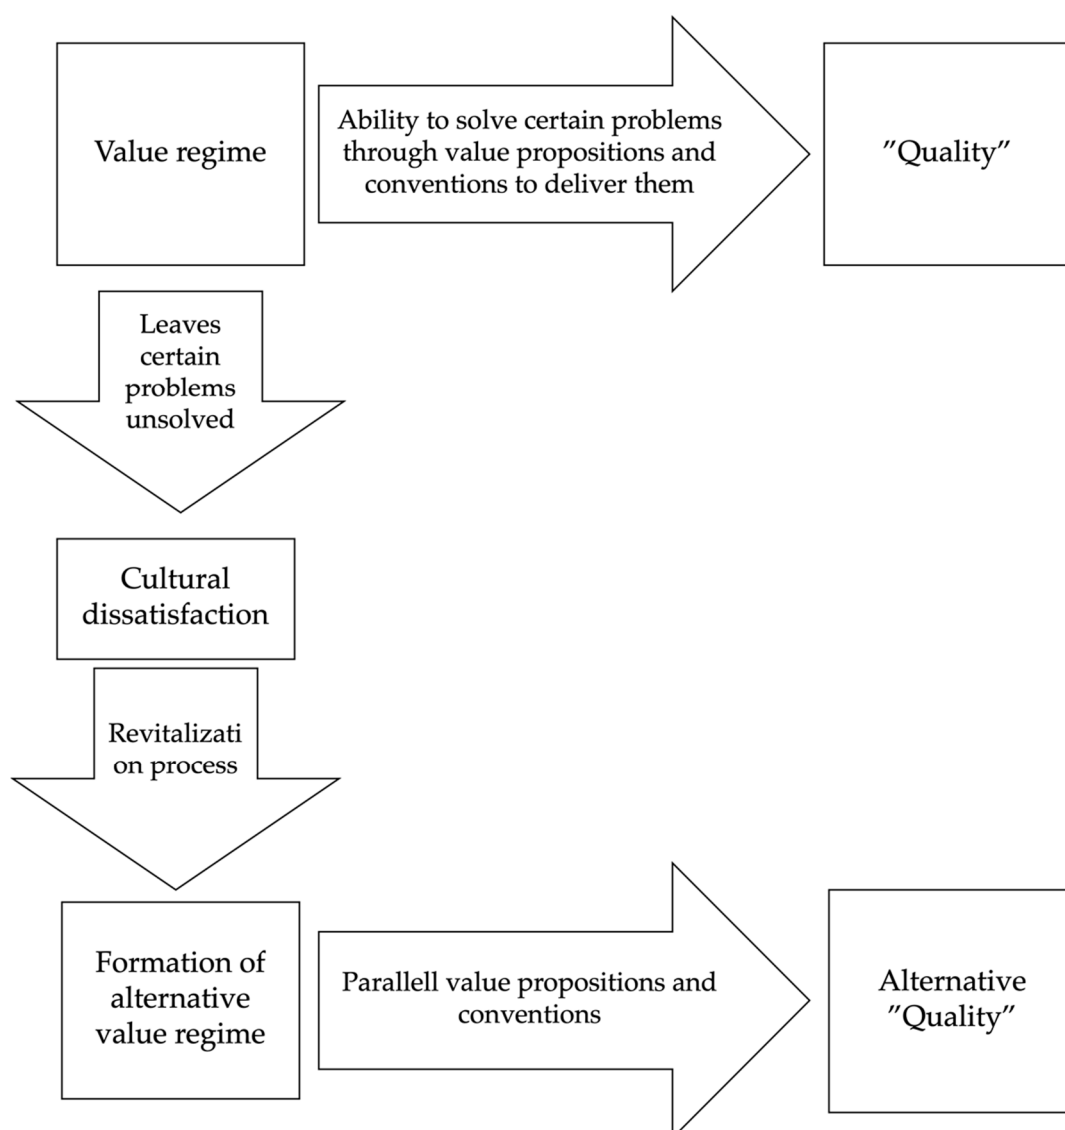 Value regime
Ability to solve certain problems
through value propositions and
conventions to deliver them
”Quality”
Leaves
certain
problems
unsolved
Cultural
dissatisfaction
Revitalizati
on process
Formation of
alternative
value regime
Parallell value propositions and
conventions
Alternative
”Quality”